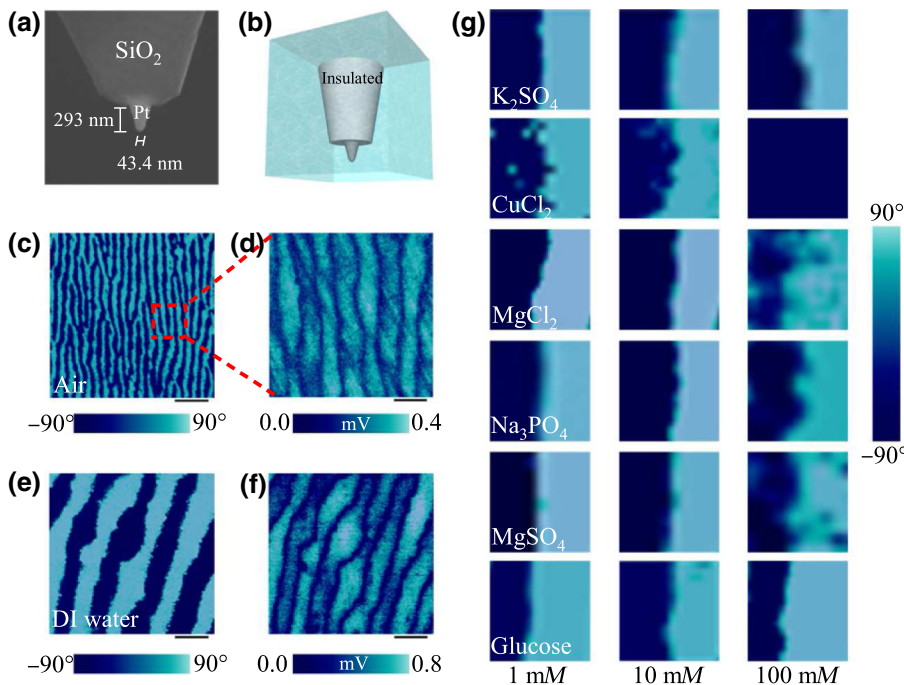 (a)
SiO₂
Pt
293 nm
H
43.4 nm
(b)
Insulated
(c)
Air
−90° 90°
(d)
0.0 mV 0.4
(e)
DI water
−90° 90°
(f)
0.0 mV 0.8
(g)
K₂SO₄
CuCl₂
MgCl₂
Na₃PO₄
MgSO₄
Glucose
1 mM 10 mM 100 mM
90°
−90°